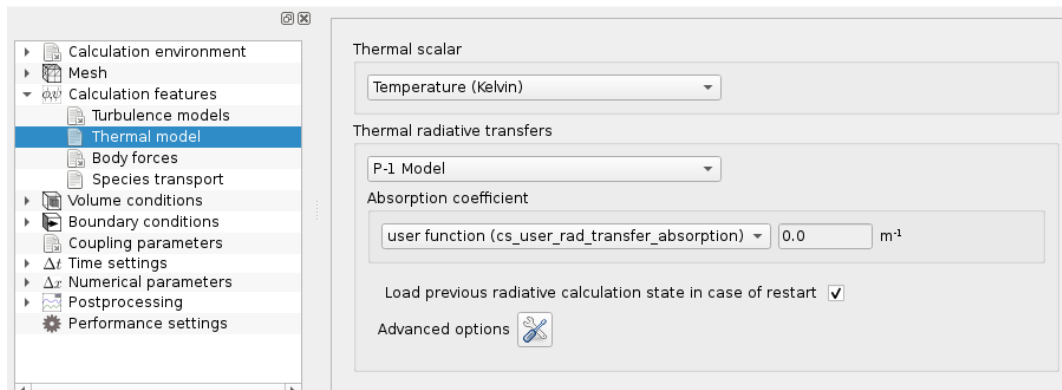 Calculation environment
Mesh
φ,ψ Calculation features
Turbulence models
Thermal model
Body forces
Species transport
Volume conditions
Boundary conditions
Coupling parameters
Δt Time settings
Δx Numerical parameters
Postprocessing
Performance settings
Thermal scalar
Temperature (Kelvin)
Thermal radiative transfers
P-1 Model
Absorption coefficient
user function (cs_user_rad_transfer_absorption) 0.0 m⁻¹
Load previous radiative calculation state in case of restart
Advanced options